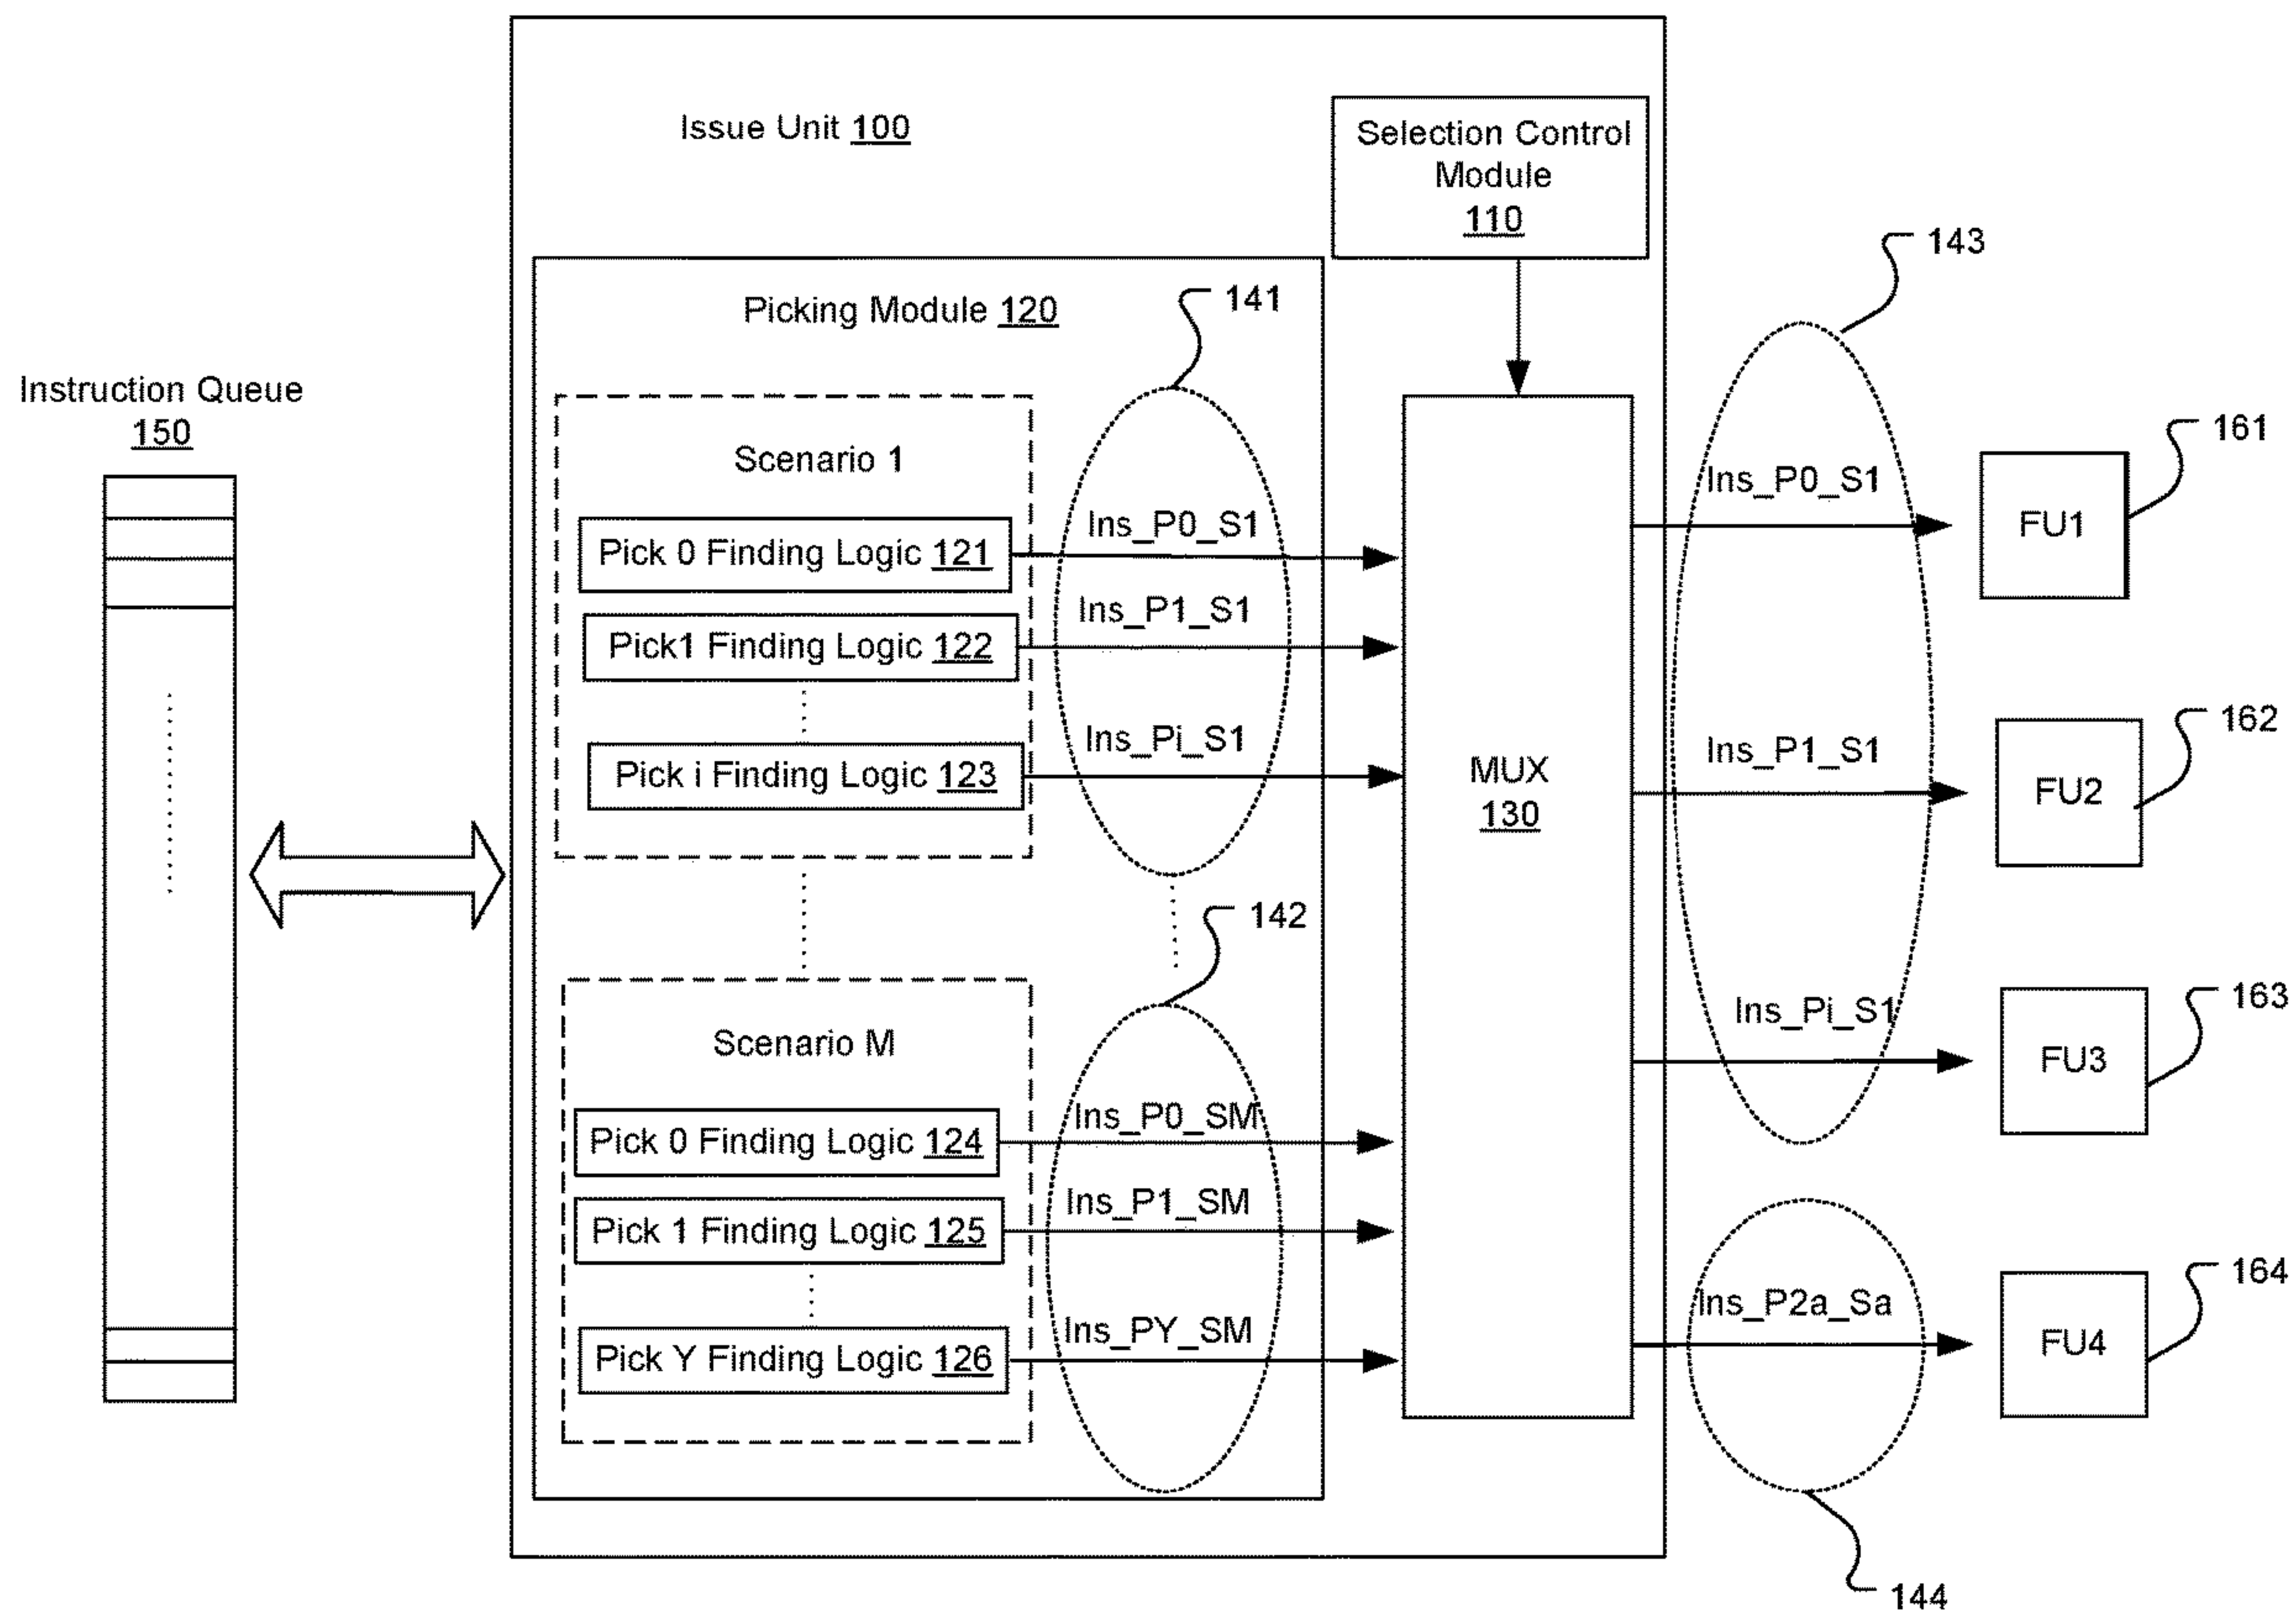 Issue Unit 100
Selection Control
Module
110
143
Picking Module 120
141
Instruction Queue
150
Scenario 1
161
Ins_P0_S1
FU1
Pick 0 Finding Logic 121
Ins_P0_S1
Pick1 Finding Logic 122
Ins_P1_S1
Pick i Finding Logic 123
Ins_Pi_S1
MUX
130
162
Ins_P1_S1
FU2
142
163
Ins_Pi_S1
FU3
Scenario M
Pick 0 Finding Logic 124
Ins_P0_SM
Pick 1 Finding Logic 125
Ins_P1_SM
Pick Y Finding Logic 126
Ins_PY_SM
164
Ins_P2a_Sa
FU4
144